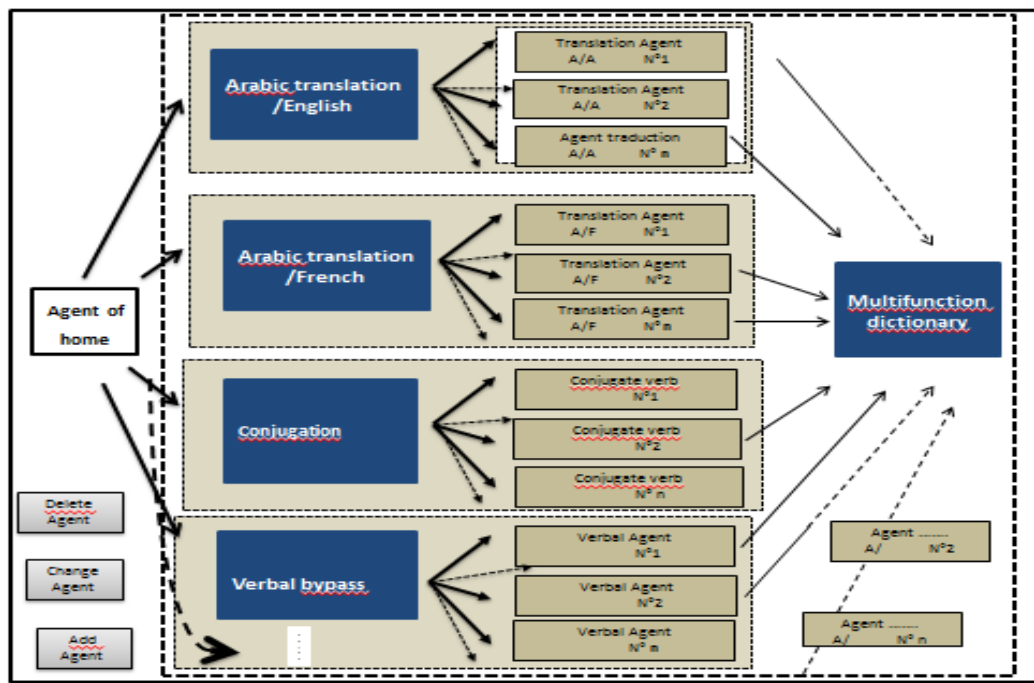 Arabic translation
/English
Translation Agent
A/A N°1
Translation Agent
A/A N°2
Agent traduction
A/A N° m
Arabic translation
/French
Translation Agent
A/F N°1
Translation Agent
A/F N°2
Translation Agent
A/F N°m
Agent of
home
Multifunction
dictionary
Conjugation
Conjugate verb
N°1
Conjugate verb
N°2
Conjugate verb
N° n
Delete
Agent
Change
Agent
Add
Agent
Verbal bypass
Verbal Agent
N°1
Verbal Agent
N°2
Verbal Agent
N° m
Agent ........
A/ N°2
Agent ........
A/ N° n